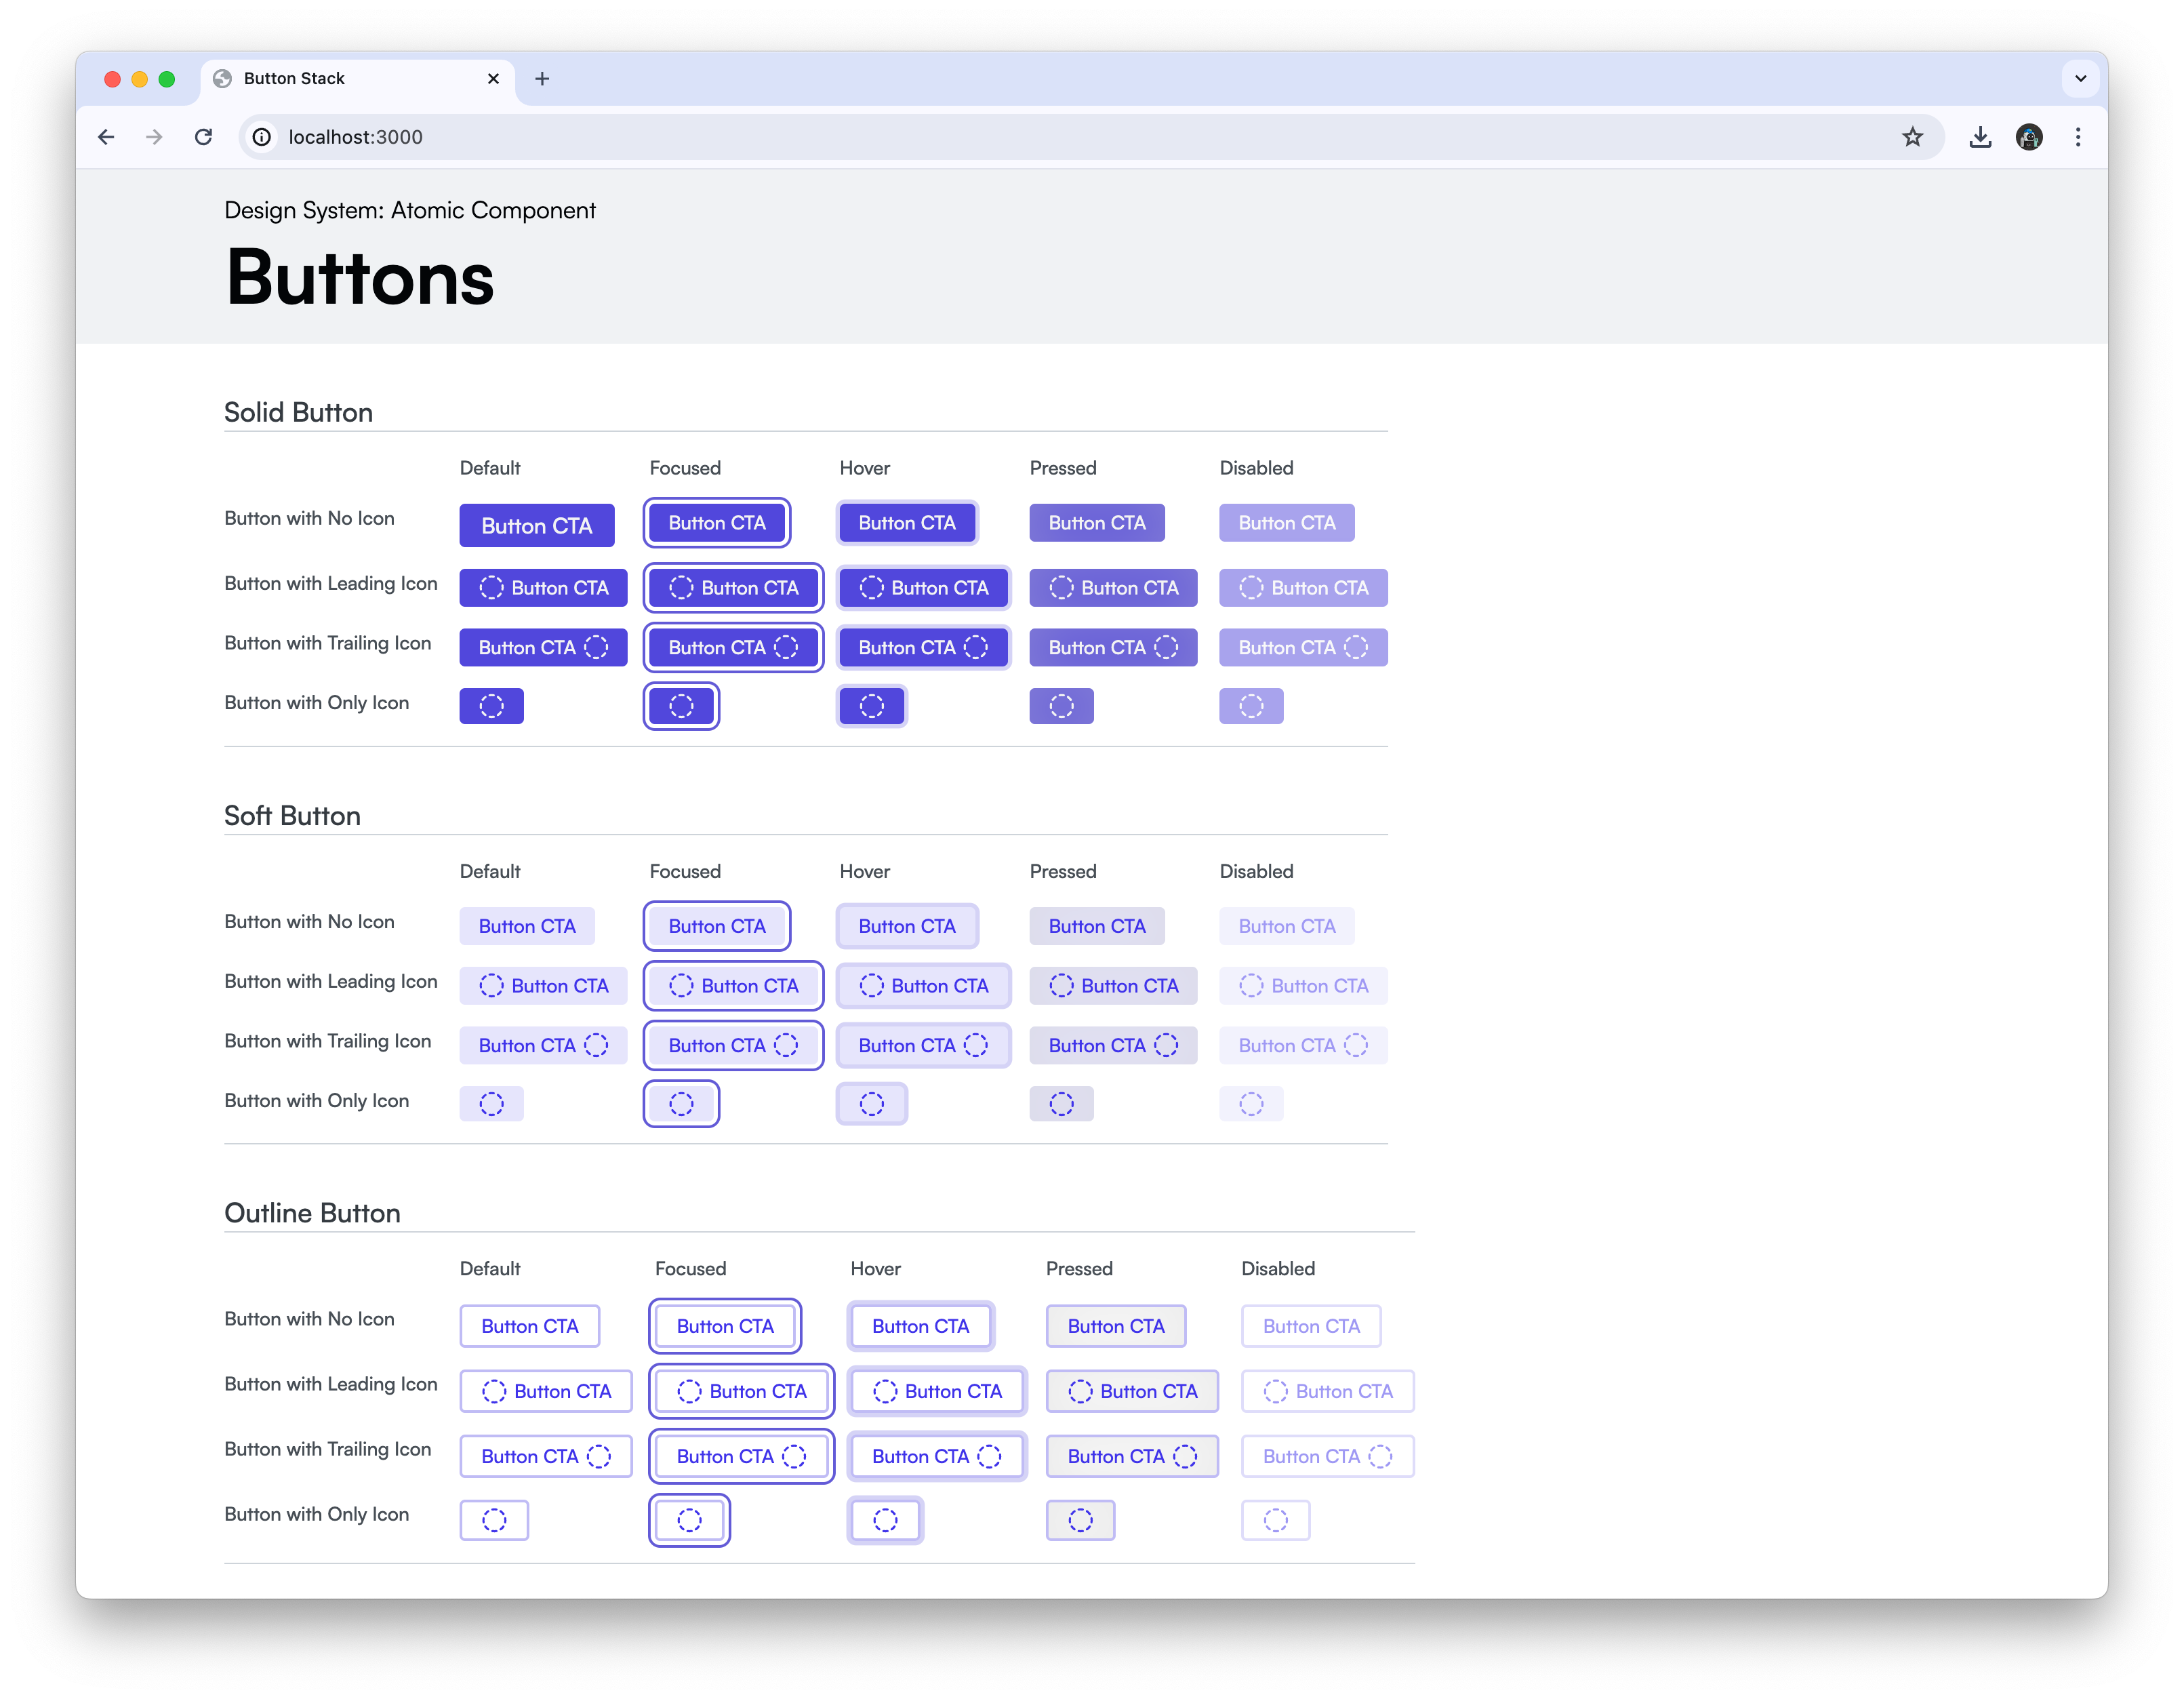 Button Stack
localhost:3000
Design System: Atomic Component
Buttons
Solid Button
Default Focused Hover Pressed Disabled
Button with No Icon Button CTA Button CTA Button CTA Button CTA Button CTA
Button with Leading Icon Button CTA Button CTA Button CTA Button CTA Button CTA
Button with Trailing Icon Button CTA Button CTA Button CTA Button CTA Button CTA
Button with Only Icon
Soft Button
Default Focused Hover Pressed Disabled
Button with No Icon Button CTA Button CTA Button CTA Button CTA Button CTA
Button with Leading Icon Button CTA Button CTA Button CTA Button CTA Button CTA
Button with Trailing Icon Button CTA Button CTA Button CTA Button CTA Button CTA
Button with Only Icon
Outline Button
Default Focused Hover Pressed Disabled
Button with No Icon Button CTA Button CTA Button CTA Button CTA Button CTA
Button with Leading Icon Button CTA Button CTA Button CTA Button CTA Button CTA
Button with Trailing Icon Button CTA Button CTA Button CTA Button CTA Button CTA
Button with Only Icon